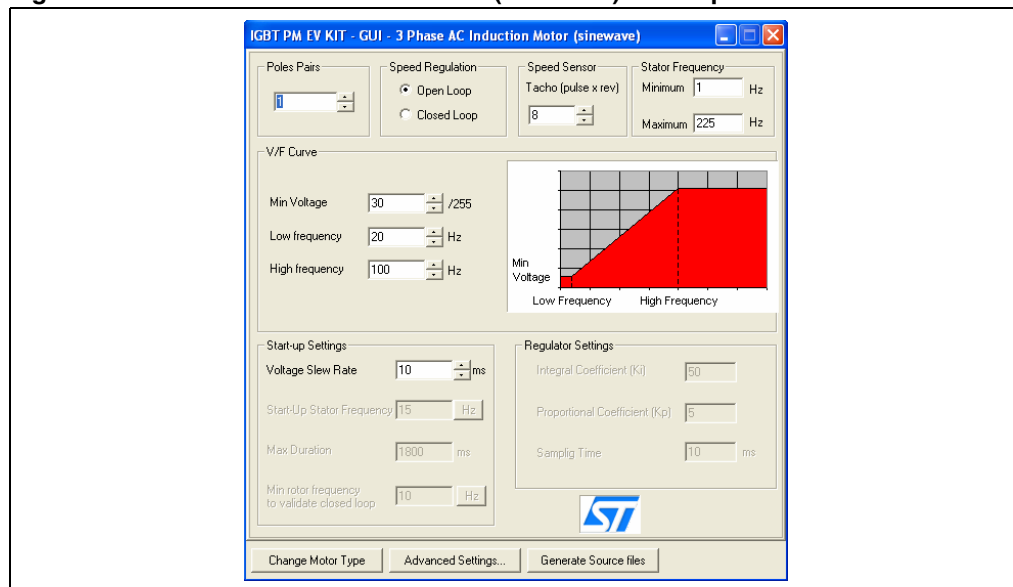 IGBT PM EV KIT - GUI - 3 Phase AC Induction Motor (sinewave)
Poles Pairs
1
Speed Regulation
Open Loop
Closed Loop
Speed Sensor
Tacho (pulse x rev)
8
Stator Frequency
Minimum 1 Hz
Maximum 225 Hz
V/F Curve
Min Voltage 30 /255
Low frequency 20 Hz
High frequency 100 Hz
Min
Voltage
Low Frequency High Frequency
Start-up Settings
Voltage Slew Rate 10 ms
Start-Up Stator Frequency 15 Hz
Max Duration 1800 ms
Min rotor frequency
to validate closed loop 10 Hz
Regulator Settings
Integral Coefficient (Ki) 50
Proportional Coefficient (Kp) 5
Samplig Time 10 ms
ST
Change Motor Type Advanced Settings... Generate Source files